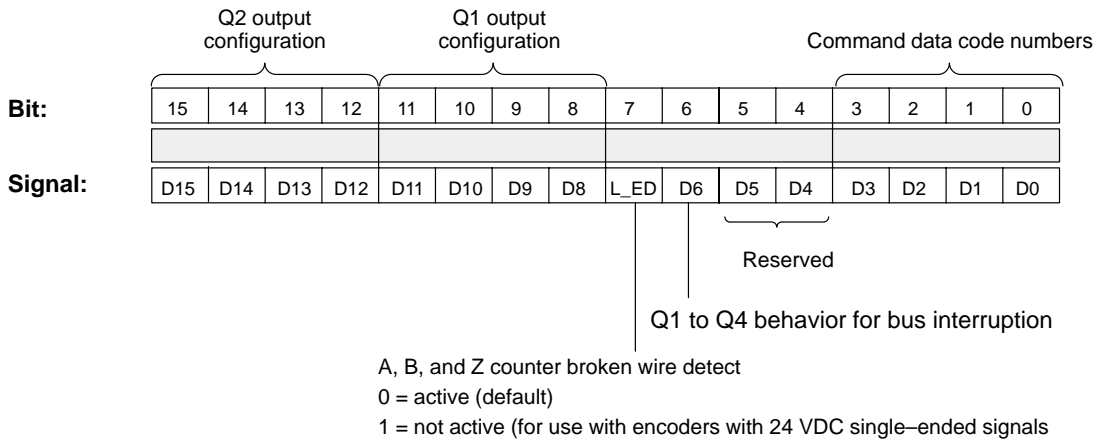 Q2 output
configuration
Q1 output
configuration
Command data code numbers
Bit: 15 14 13 12 11 10 9 8 7 6 5 4 3 2 1 0
Signal: D15 D14 D13 D12 D11 D10 D9 D8 L_ED D6 D5 D4 D3 D2 D1 D0
Reserved
Q1 to Q4 behavior for bus interruption
A, B, and Z counter broken wire detect
0 = active (default)
1 = not active (for use with encoders with 24 VDC single–ended signals